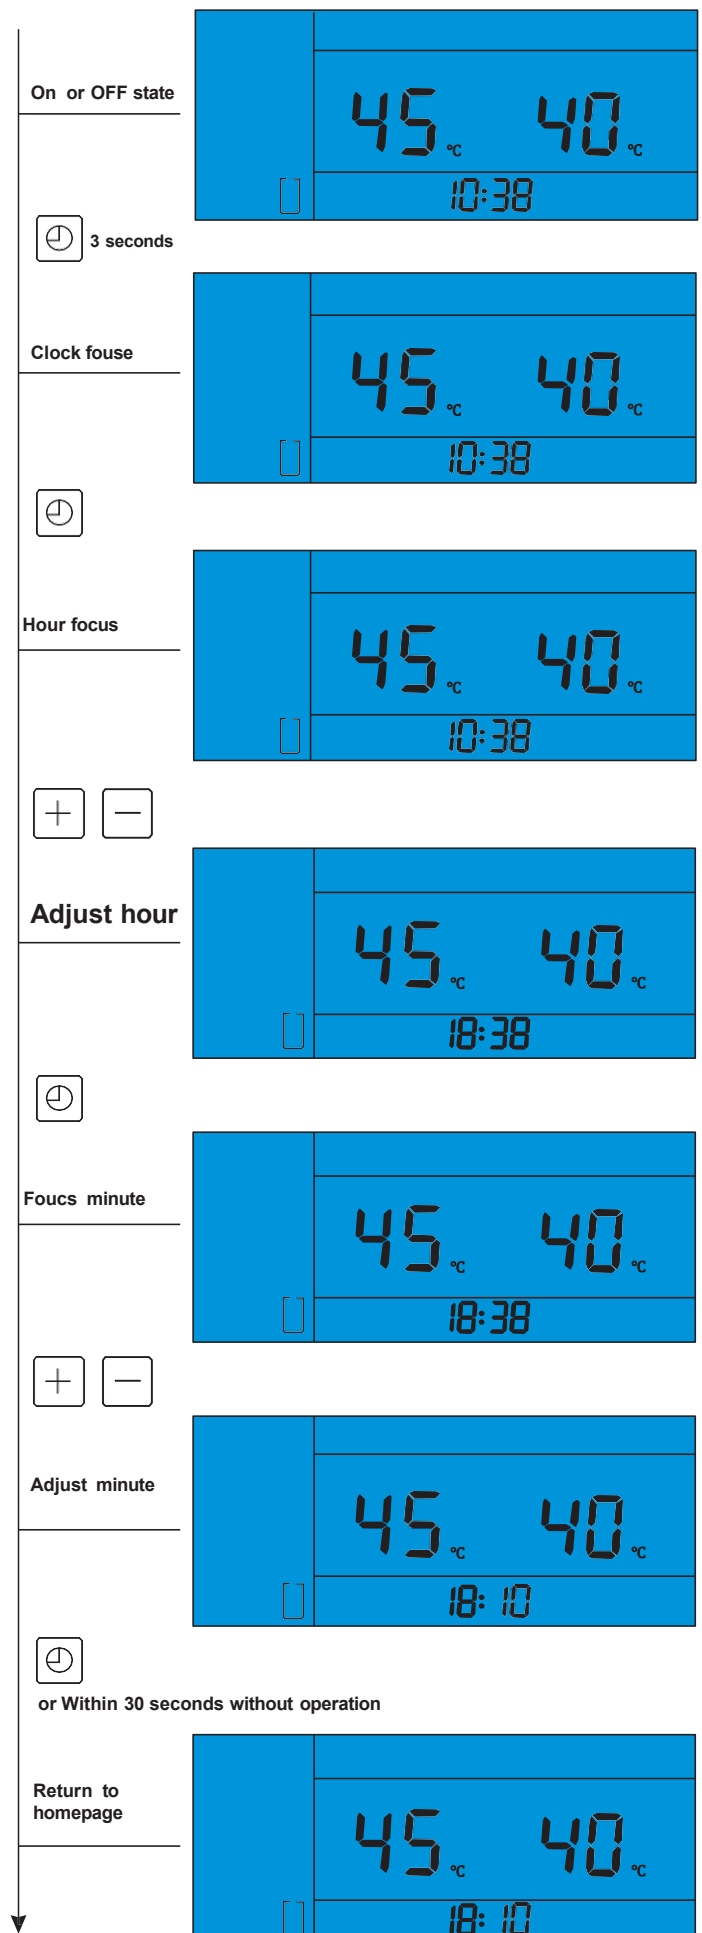 On or OFF state
45 °C 40 °C
10:38
3 seconds
Clock fouse
45 °C 40 °C
10:38
Hour focus
45 °C 40 °C
10:38
+ −
Adjust hour
45 °C 40 °C
18:38
Foucs minute
45 °C 40 °C
18:38
+ −
Adjust minute
45 °C 40 °C
18:10
or Within 30 seconds without operation
Return to
homepage
45 °C 40 °C
18:10